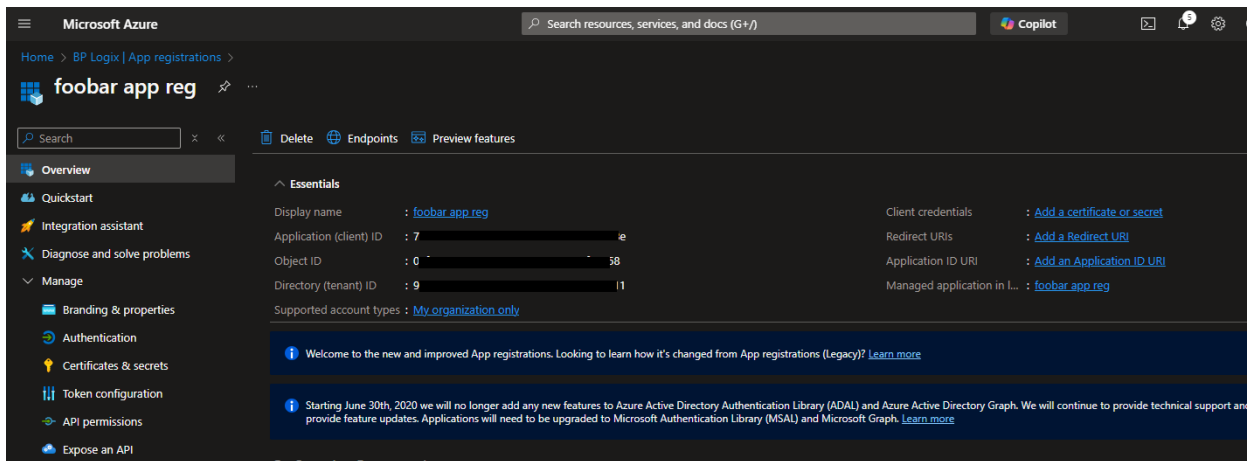 Microsoft Azure
Search resources, services, and docs (G+/)
Copilot
5
Home > BP Logix | App registrations >
foobar app reg
Search
Delete
Endpoints
Preview features
Overview
Quickstart
Integration assistant
Diagnose and solve problems
Manage
Branding & properties
Authentication
Certificates & secrets
Token configuration
API permissions
Expose an API
Essentials
Display name : foobar app reg
Application (client) ID : 7
Object ID : 0 58
Directory (tenant) ID : 9
Supported account types : My organization only
Client credentials : Add a certificate or secret
Redirect URIs : Add a Redirect URI
Application ID URI : Add an Application ID URI
Managed application in l... : foobar app reg
Welcome to the new and improved App registrations. Looking to learn how it's changed from App registrations (Legacy)? Learn more
Starting June 30th, 2020 we will no longer add any new features to Azure Active Directory Authentication Library (ADAL) and Azure Active Directory Graph. We will continue to provide technical support and
provide feature updates. Applications will need to be upgraded to Microsoft Authentication Library (MSAL) and Microsoft Graph. Learn more